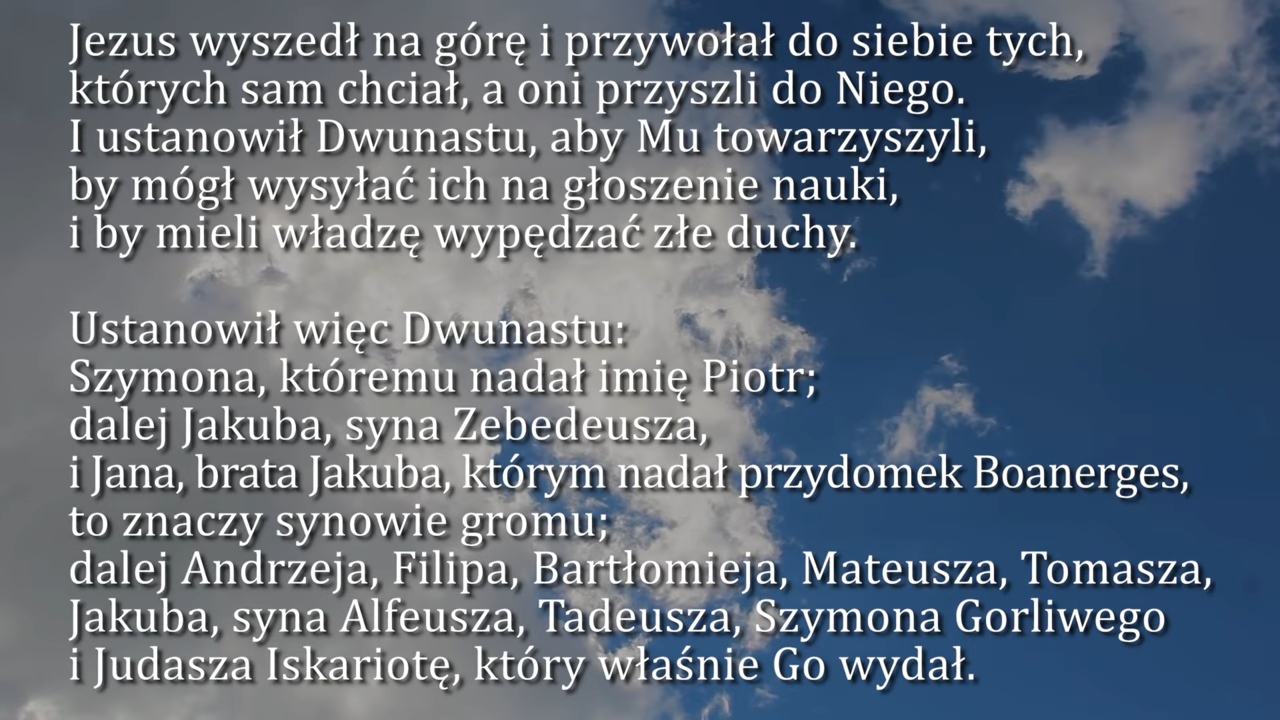 Jezus wyszedł na górę i przywołał do siebie tych,
których sam chciał, a oni przyszli do Niego.
I ustanowił Dwunastu, aby Mu towarzyszyli,
by mógł wysyłać ich na głoszenie nauki,
i by mieli władzę wypędzać złe duchy.
Ustanowił więc Dwunastu:
Szymona, któremu nadał imię Piotr;
dalej Jakuba, syna Zebedeusza,
i Jana, brata Jakuba, którym nadał przydomek Boanerges,
to znaczy synowie gromu;
dalej Andrzeja, Filipa, Bartłomieja, Mateusza, Tomasza,
Jakuba, syna Alfeusza, Tadeusza, Szymona Gorliwego
i Judasza Iskariotę, który właśnie Go wydał.